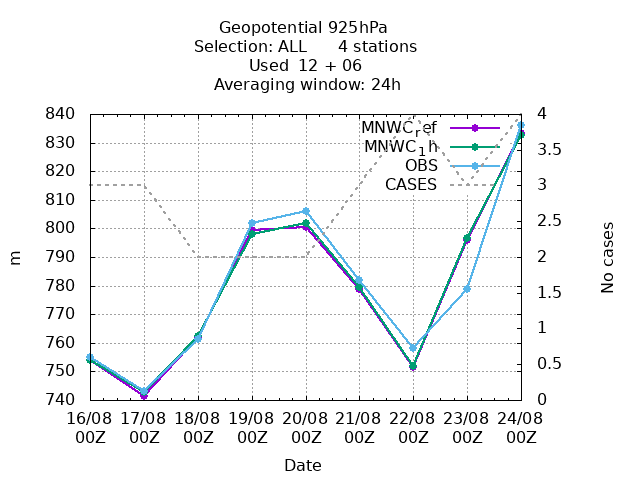 Geopotential 925hPa
Selection: ALL 4 stations
Used 12 + 06
Averaging window: 24h
840
830
820
810
800
790
780
770
760
750
740
4
3.5
3
2.5
2
1.5
1
0.5
0
MNWC_ref
MNWC_1h
OBS
CASES
m
No cases
16/08 17/08 18/08 19/08 20/08 21/08 22/08 23/08 24/08
00Z 00Z 00Z 00Z 00Z 00Z 00Z 00Z 00Z
Date